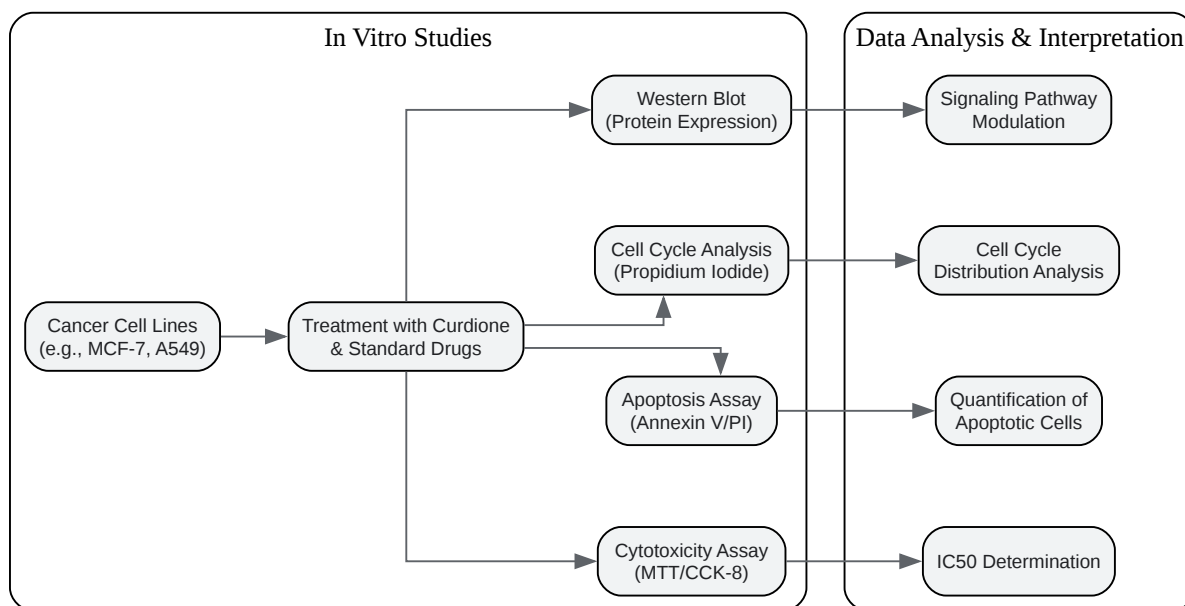 In Vitro Studies
Data Analysis & Interpretation
Western Blot
(Protein Expression)
Signaling Pathway
Modulation
Cell Cycle Analysis
(Propidium Iodide)
Cell Cycle
Distribution Analysis
Cancer Cell Lines
(e.g., MCF-7, A549)
Treatment with Curdione
& Standard Drugs
Apoptosis Assay
(Annexin V/PI)
Quantification of
Apoptotic Cells
Cytotoxicity Assay
(MTT/CCK-8)
IC50 Determination